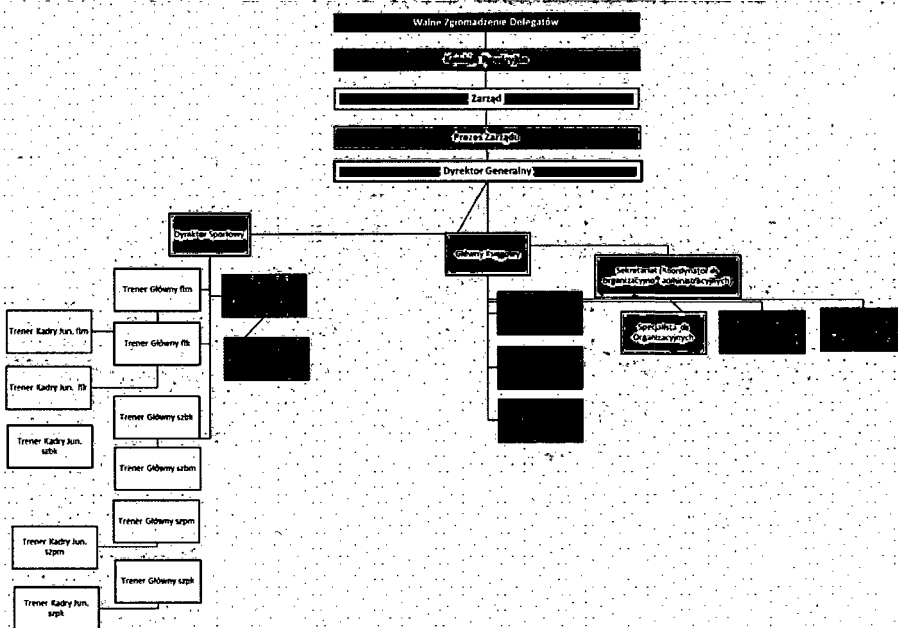 Walne Zgromadzenie Delegatów
Komisja Rewizyjna
Zarząd
Prezes Zarządu
Dyrektor Generalny
Dyrektor Sportowy
Główny Księgowy
Sekretariat
organizacyjno
administracyjnych
Specjalista ds
Organizacyjnych
Trener Główny flm
Trener Kadry Jun. flm
Trener Główny flk
Trener Kadry Jun. flk
Trener Główny szbk
Trener Kadry Jun.
szbk
Trener Główny szbm
Trener Główny szpm
Trener Kadry Jun.
szpm
Trener Główny szpk
Trener Kadry Jun.
szpk